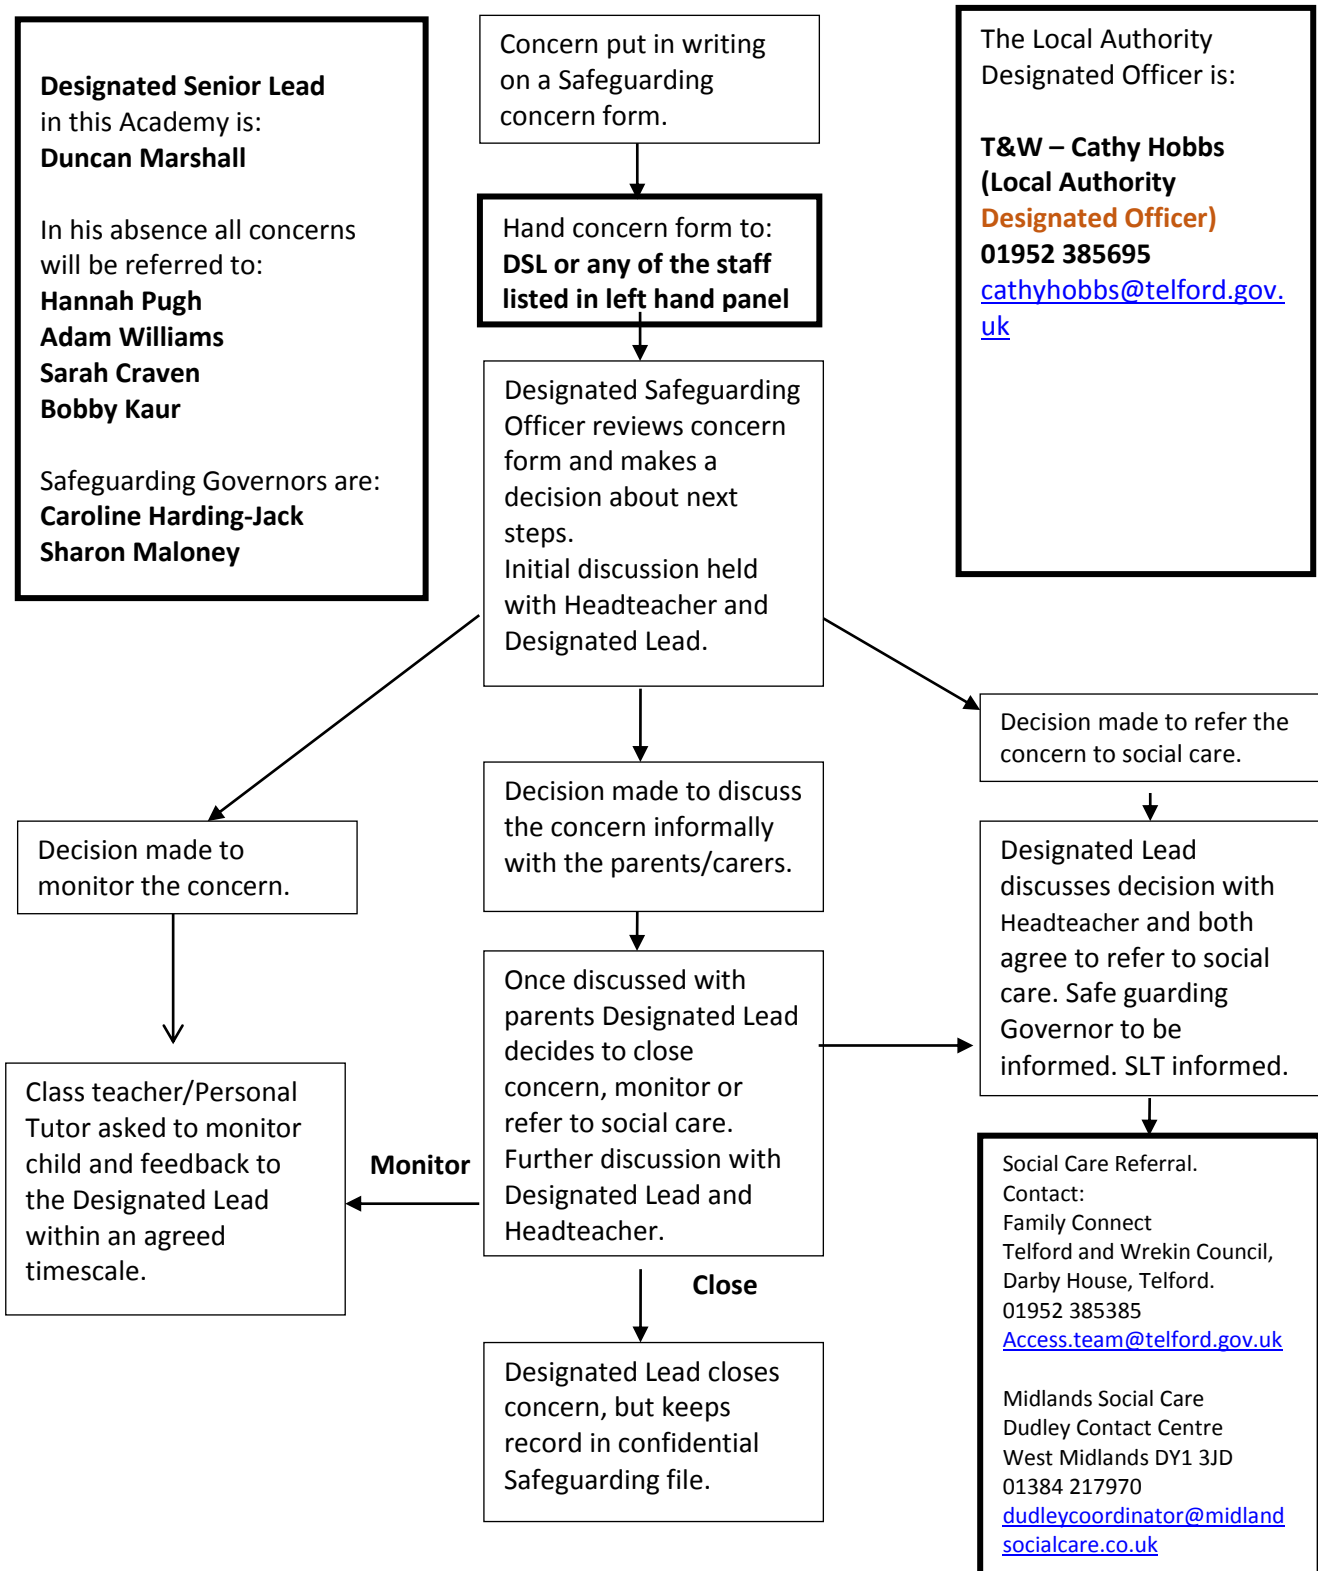 Designated Senior Lead
in this Academy is:
Duncan Marshall
In his absence all concerns
will be referred to:
Hannah Pugh
Adam Williams
Sarah Craven
Bobby Kaur
Safeguarding Governors are:
Caroline Harding-Jack
Sharon Maloney
Concern put in writing
on a Safeguarding
concern form.
The Local Authority
Designated Officer is:
T&W – Cathy Hobbs
(Local Authority
Designated Officer)
01952 385695
cathyhobbs@telford.gov.
uk
Hand concern form to:
DSL or any of the staff
listed in left hand panel
Designated Safeguarding
Officer reviews concern
form and makes a
decision about next
steps.
Initial discussion held
with Headteacher and
Designated Lead.
Decision made to
monitor the concern.
Decision made to discuss
the concern informally
with the parents/carers.
Decision made to refer the
concern to social care.
Class teacher/Personal
Tutor asked to monitor
child and feedback to
the Designated Lead
within an agreed
timescale.
Monitor
Once discussed with
parents Designated Lead
decides to close
concern, monitor or
refer to social care.
Further discussion with
Designated Lead and
Headteacher.
Designated Lead
discusses decision with
Headteacher and both
agree to refer to social
care. Safe guarding
Governor to be
informed. SLT informed.
Close
Designated Lead closes
concern, but keeps
record in confidential
Safeguarding file.
Social Care Referral.
Contact:
Family Connect
Telford and Wrekin Council,
Darby House, Telford.
01952 385385
Access.team@telford.gov.uk
Midlands Social Care
Dudley Contact Centre
West Midlands DY1 3JD
01384 217970
dudleycoordinator@midland
socialcare.co.uk